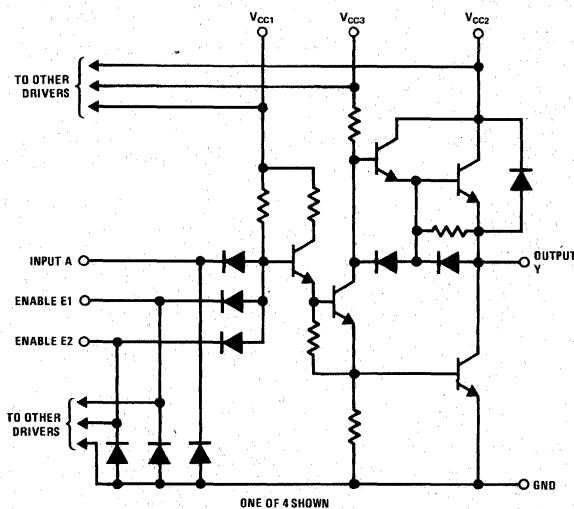 VCC1
VCC3
VCC2
TO OTHER
DRIVERS
INPUT A
OUTPUT
Y
ENABLE E1
ENABLE E2
TO OTHER
DRIVERS
GND
ONE OF 4 SHOWN